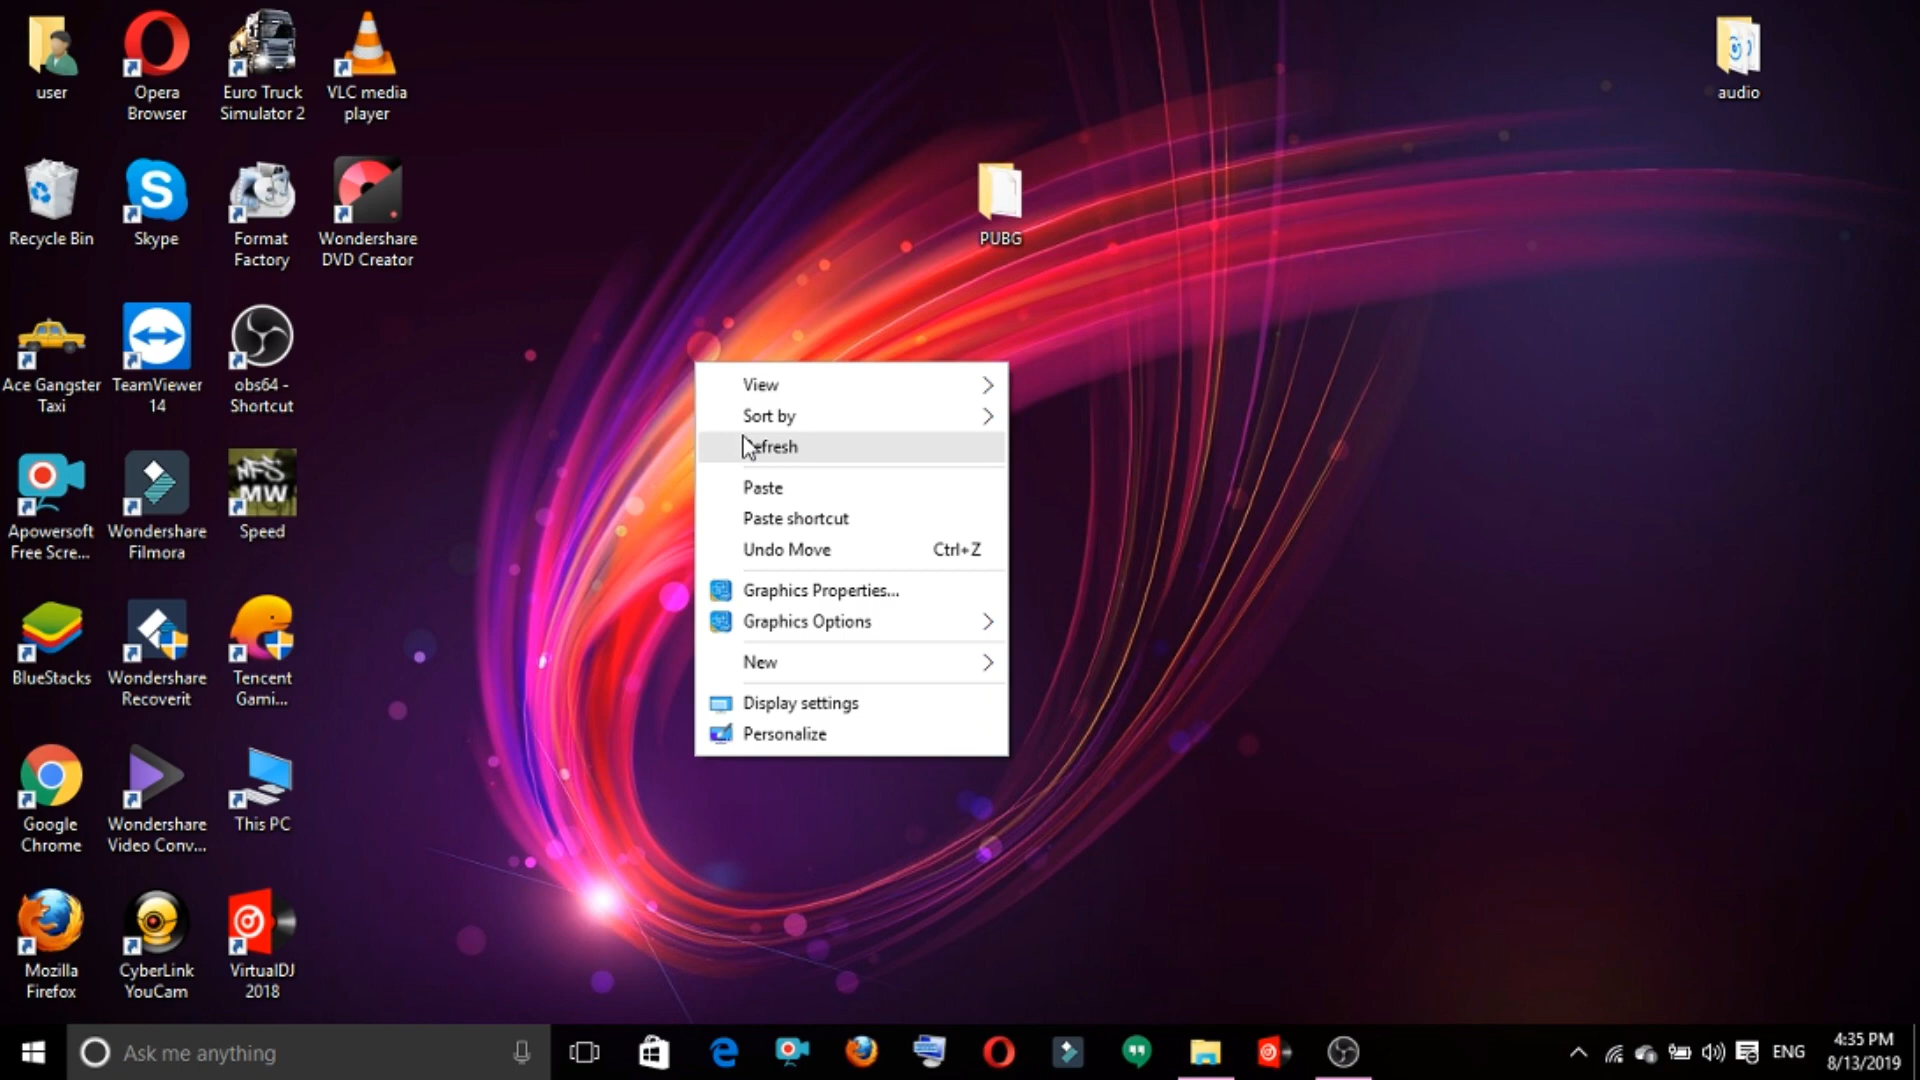 user
Opera
Browser
Euro Truck
Simulator 2
VLC media
player
audio
Recycle Bin
Skype
Format
Factory
Wondershare
DVD Creator
PUBG
Ace Gangster
Taxi
TeamViewer
14
obs64 -
Shortcut
View
Sort by
efresh
Paste
Paste shortcut
Undo Move Ctrl+Z
Graphics Properties...
Graphics Options
New
Display settings
Personalize
Apowersoft
Free Scre...
Wondershare
Filmora
NFS
MW
Speed
BlueStacks
Wondershare
Recoverit
Tencent
Gami...
Google
Chrome
Wondershare
Video Conv...
This PC
Mozilla
Firefox
CyberLink
YouCam
VirtualDJ
2018
Ask me anything
ENG
4:35 PM
8/13/2019